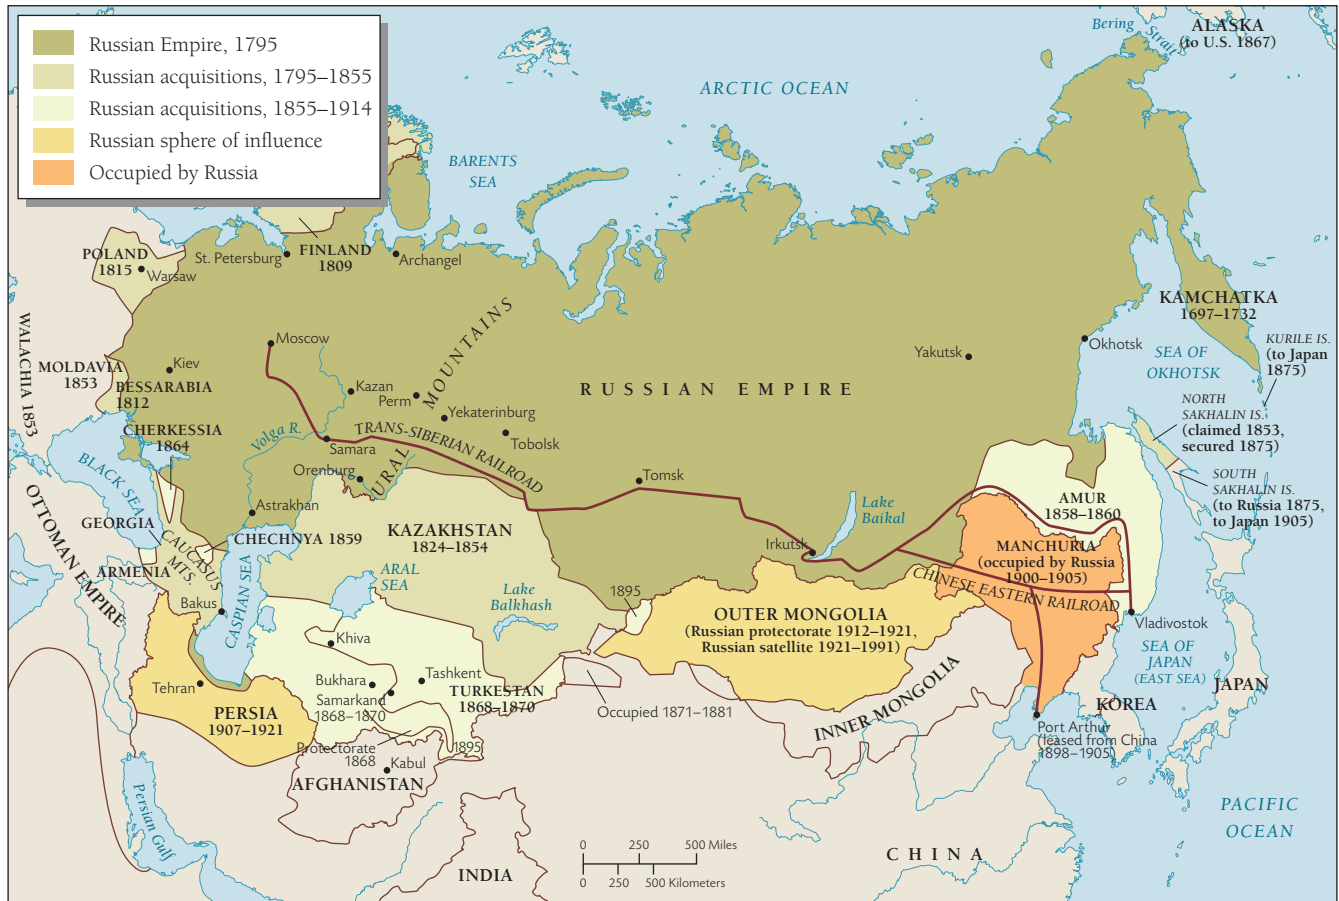 Russian Empire, 1795
Russian acquisitions, 1795–1855
Russian acquisitions, 1855–1914
Russian sphere of influence
Occupied by Russia
Bering
Strait
ALASKA
(to U.S. 1867)
ARCTIC OCEAN
BARENTS
SEA
POLAND
1815
Warsaw
St. Petersburg
FINLAND
1809
Archangel
WALACHIA 1853
MOLDAVIA
1853
Kiev
BESSARABIA
1812
CHERKESSIA
1864
Moscow
Kazan
Perm
URAL
MOUNTAINS
Yekaterinburg
Tobolsk
Volga R.
Samara
TRANS-SIBERIAN RAILROAD
Orenburg
RUSSIAN EMPIRE
Yakutsk
Okhotsk
KAMCHATKA
1697–1732
SEA OF
OKHOTSK
KURILE IS.
(to Japan
1875)
NORTH
SAKHALIN IS.
(claimed 1853,
secured 1875)
SOUTH
SAKHALIN IS.
(to Russia 1875,
to Japan 1905)
BLACK SEA
OTTOMAN EMPIRE
Astrakhan
GEORGIA
CHECHNYA 1859
CAUCASUS
MTS.
ARMENIA
Bakus
CASPIAN SEA
KAZAKHSTAN
1824–1854
ARAL
SEA
Lake
Balkhash
Tomsk
Lake
Baikal
Irkutsk
AMUR
1858–1860
MANCHURIA
(occupied by Russia
1900–1905)
CHINESE EASTERN RAILROAD
Vladivostok
1895
OUTER MONGOLIA
(Russian protectorate 1912–1921,
Russian satellite 1921–1991)
Khiva
Tashkent
Bukhara
Samarkand
1868–1870
TURKESTAN
1868–1870
Occupied 1871–1881
INNER MONGOLIA
SEA OF
JAPAN
(EAST SEA)
JAPAN
KOREA
Port Arthur
(leased from China
1898–1905)
Tehran
PERSIA
1907–1921
Protectorate
1868
1895
Kabul
AFGHANISTAN
Persian Gulf
INDIA
0 250 500 Miles
0 250 500 Kilometers
CHINA
PACIFIC
OCEAN